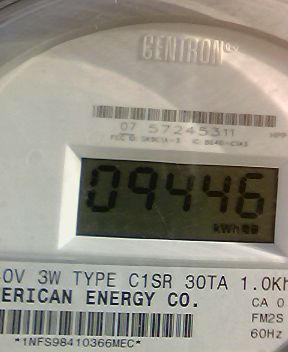 CENTRON
07 57245311
09446
kWh
0V 3W TYPE C1SR 30TA 1.0Kh
ERICAN ENERGY CO.
CA 0
FM2S
60Hz
*1NFS98410366MEC*